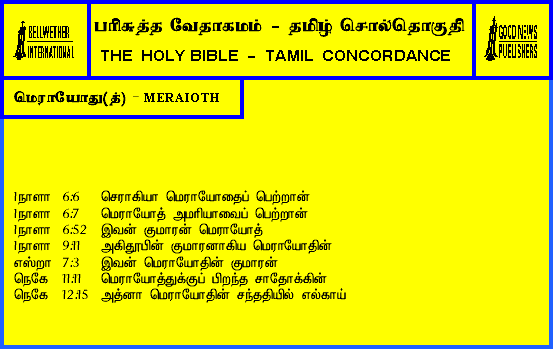 BELLWETHER
INTERNATIONAL
பரிசுத்த வேதாகமம் - தமிழ் சொல்தொகுதி
THE HOLY BIBLE - TAMIL CONCORDANCE
GOOD NEWS
PUBLISHERS
மெராயோது(த்) - MERAIOTH
1நாளா 6:6 செராகியா மெராயோதைப் பெற்றான்
1நாளா 6:7 மெராயோத் அமரியாவைப் பெற்றான்
1நாளா 6:52 இவன் குமாரன் மெராயோத்
1நாளா 9:11 அகிதூபின் குமாரனாகிய மெராயோதின்
எஸ்றா 7:3 இவன் மெராயோதின் குமாரன்
நெகே 11:11 மெராயோத்துக்குப் பிறந்த சாதோக்கின்
நெகே 12:15 அத்னா மெராயோதின் சந்ததியில் எல்காய்